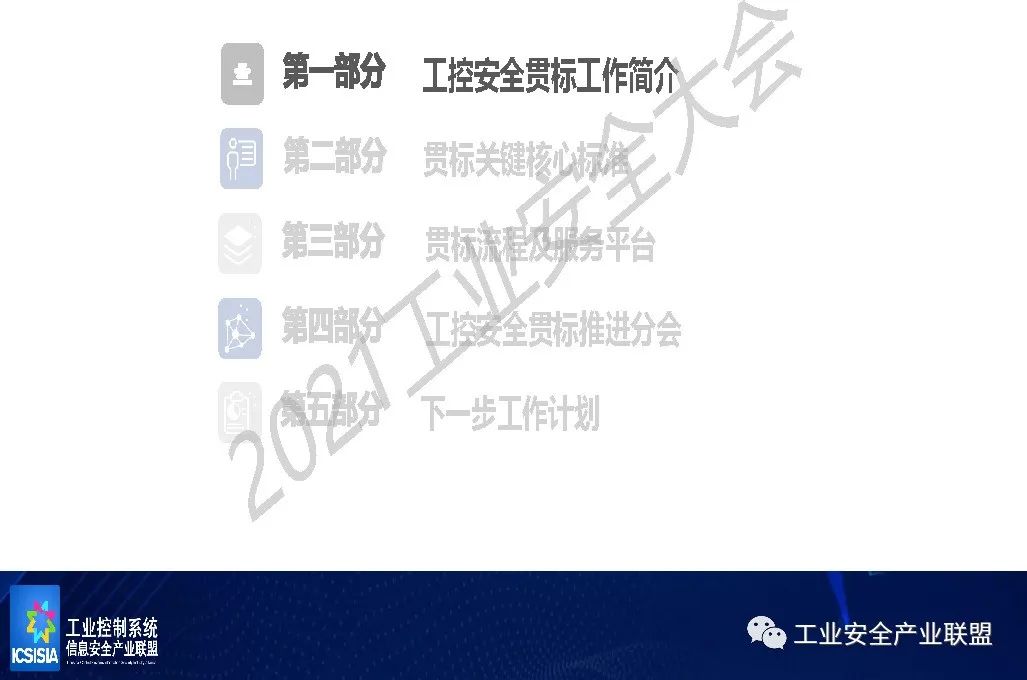 第一部分 工控安全贯标工作简介
第二部分 贯标关键核心标准
第三部分 贯标流程及服务平台
第四部分 工控安全贯标推进分会
第五部分 下一步工作计划
2021工业安全大会
ICSISIA
工业控制系统
信息安全产业联盟
工业安全产业联盟